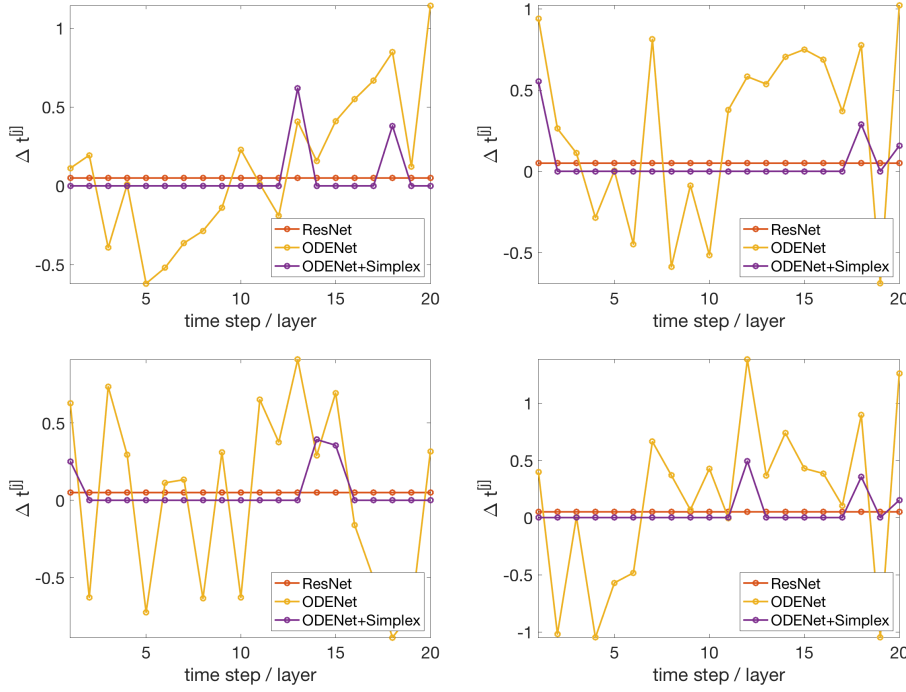 1
0.5
0
-0.5
Δ t[j]
5
10
15
20
time step / layer
ResNet
ODENet
ODENet+Simplex
1
0.5
0
-0.5
Δ t[j]
5
10
15
20
time step / layer
ResNet
ODENet
ODENet+Simplex
0.5
0
-0.5
Δ t[j]
5
10
15
20
time step / layer
ResNet
ODENet
ODENet+Simplex
1
0.5
0
-0.5
-1
Δ t[j]
5
10
15
20
time step / layer
ResNet
ODENet
ODENet+Simplex